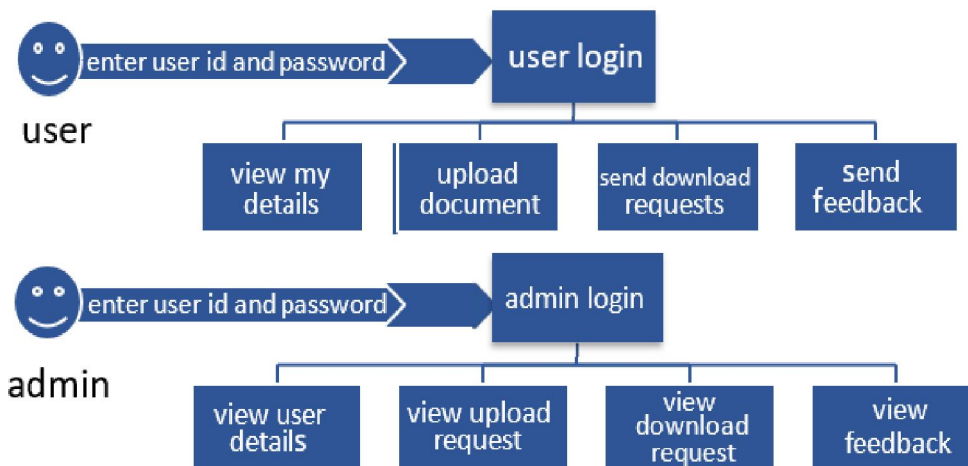 enter user id and password
user login
user
view my
details
upload
document
send download
requests
send
feedback
enter user id and password
admin login
admin
view user
details
view upload
request
view
download
request
view
feedback